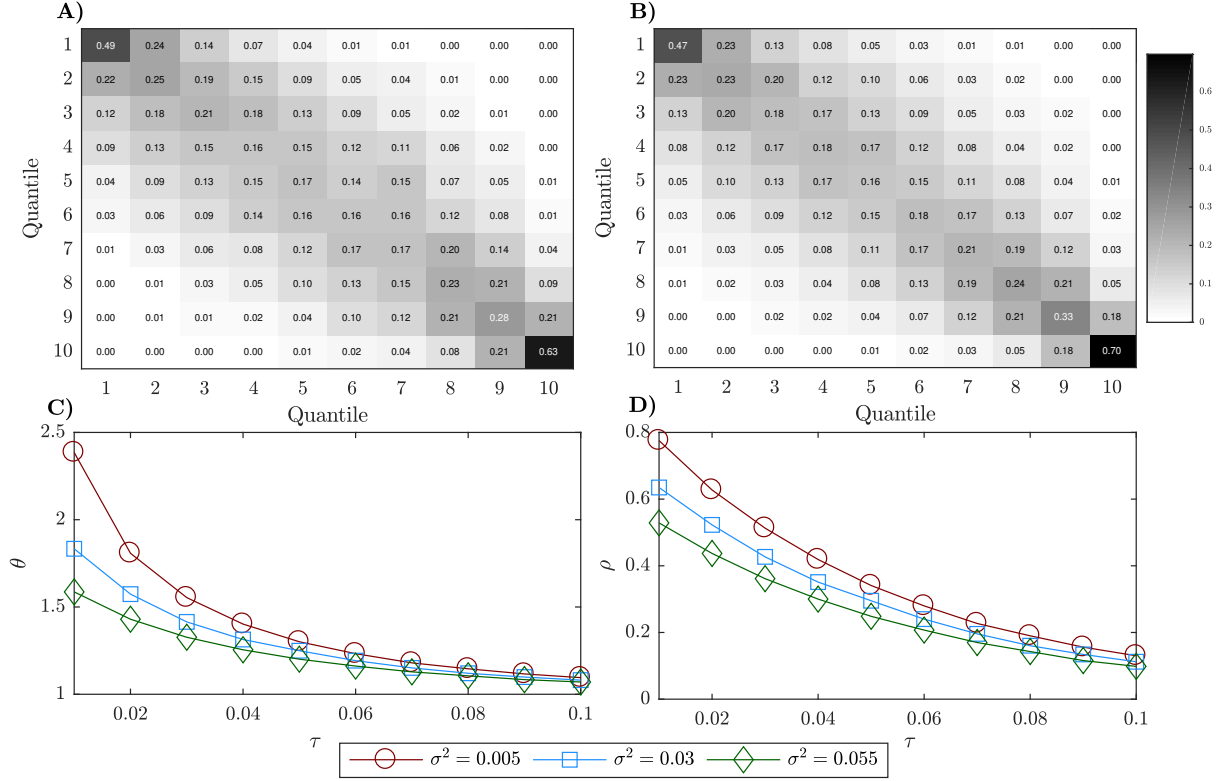 A)
1 0.49 0.24 0.14 0.07 0.04 0.01 0.01 0.00 0.00 0.00
2 0.22 0.25 0.19 0.15 0.09 0.05 0.04 0.01 0.00 0.00
3 0.12 0.18 0.21 0.18 0.13 0.09 0.05 0.02 0.01 0.00
4 0.09 0.13 0.15 0.16 0.15 0.12 0.11 0.06 0.02 0.00
5 0.04 0.09 0.13 0.15 0.17 0.14 0.15 0.07 0.05 0.01
6 0.03 0.06 0.09 0.14 0.16 0.16 0.16 0.12 0.08 0.01
7 0.01 0.03 0.06 0.08 0.12 0.17 0.17 0.20 0.14 0.04
8 0.00 0.01 0.03 0.05 0.10 0.13 0.15 0.23 0.21 0.09
9 0.00 0.01 0.01 0.02 0.04 0.10 0.12 0.21 0.28 0.21
10 0.00 0.00 0.00 0.00 0.01 0.02 0.04 0.08 0.21 0.63
1 2 3 4 5 6 7 8 9 10
Quantile
Quantile
B)
1 0.47 0.23 0.13 0.08 0.05 0.03 0.01 0.01 0.00 0.00
2 0.23 0.23 0.20 0.12 0.10 0.06 0.03 0.02 0.00 0.00
3 0.13 0.20 0.18 0.17 0.13 0.09 0.05 0.04 0.01 0.00
4 0.08 0.12 0.17 0.18 0.17 0.12 0.08 0.04 0.02 0.00
5 0.05 0.10 0.13 0.17 0.16 0.15 0.11 0.08 0.04 0.01
6 0.03 0.06 0.09 0.12 0.15 0.18 0.17 0.13 0.07 0.02
7 0.01 0.03 0.05 0.08 0.11 0.17 0.21 0.19 0.12 0.03
8 0.01 0.02 0.03 0.04 0.08 0.13 0.19 0.24 0.21 0.05
9 0.00 0.00 0.02 0.02 0.04 0.07 0.12 0.21 0.33 0.18
10 0.00 0.00 0.00 0.00 0.01 0.02 0.03 0.05 0.18 0.70
1 2 3 4 5 6 7 8 9 10
Quantile
Quantile
0.6
0.5
0.4
0.3
0.2
0.1
0
C)
2.5
2
1.5
1
θ
0.02 0.04 0.06 0.08 0.1
τ
D)
0.8
0.6
0.4
0.2
0
ρ
0.02 0.04 0.06 0.08 0.1
τ
σ² = 0.005 σ² = 0.03 σ² = 0.055